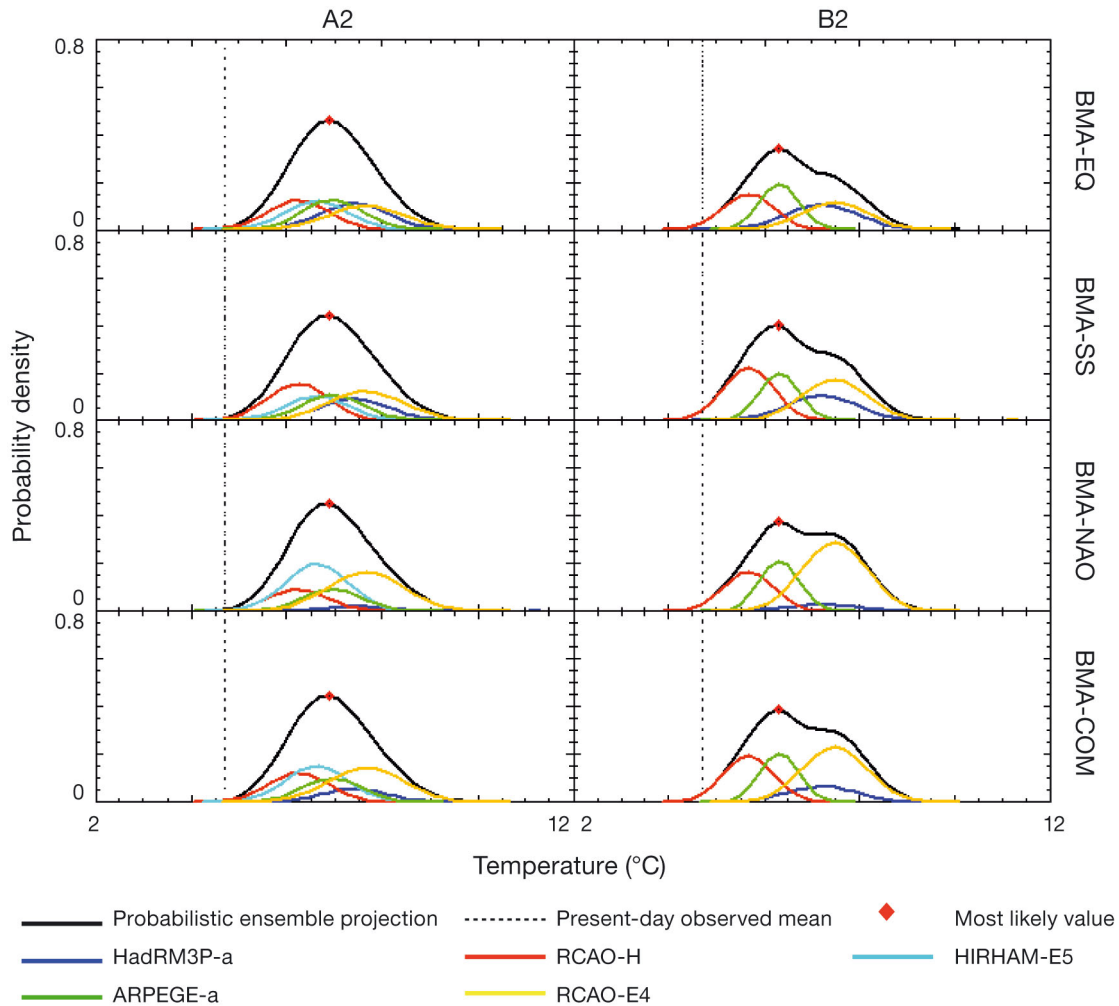 A2
B2
0.8
0
BMA-EQ
0.8
0
BMA-SS
0.8
0
BMA-NAO
0.8
0
BMA-COM
Probability density
2
12
2
12
Temperature (°C)
Probabilistic ensemble projection
Present-day observed mean
Most likely value
HadRM3P-a
RCAO-H
HIRHAM-E5
ARPEGE-a
RCAO-E4